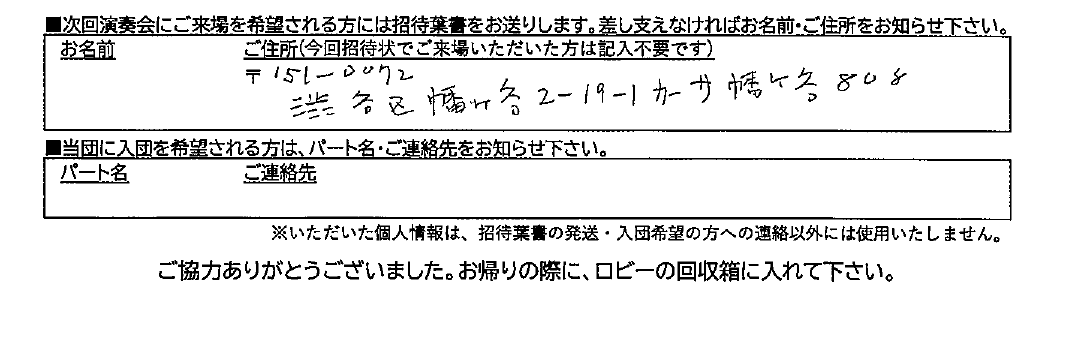 ■次回演奏会にご来場を希望される方には招待葉書をお送りします。差し支えなければお名前・ご住所をお知らせ下さい。
お名前 ご住所(今回招待状でご来場いただいた方は記入不要です)
〒151-0072
渋谷区幡ヶ谷2-19-1カーサ幡ヶ谷808
■当団に入団を希望される方は、パート名・ご連絡先をお知らせ下さい。
パート名 ご連絡先
※いただいた個人情報は、招待葉書の発送・入団希望の方への連絡以外には使用いたしません。
ご協力ありがとうございました。お帰りの際に、ロビーの回収箱に入れて下さい。